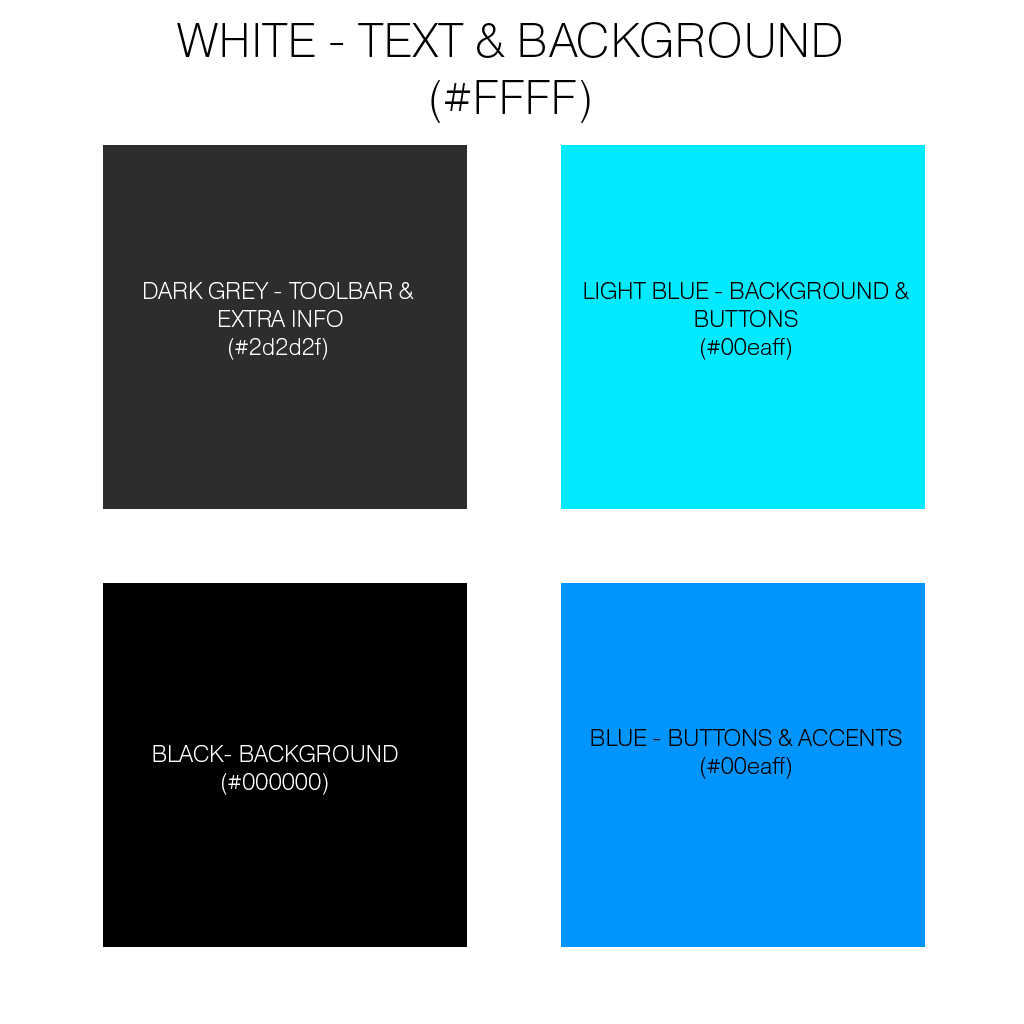 WHITE - TEXT & BACKGROUND
(#FFFF)
DARK GREY - TOOLBAR &
EXTRA INFO
(#2d2d2f)
LIGHT BLUE - BACKGROUND &
BUTTONS
(#00eaff)
BLACK- BACKGROUND
(#000000)
BLUE - BUTTONS & ACCENTS
(#00eaff)